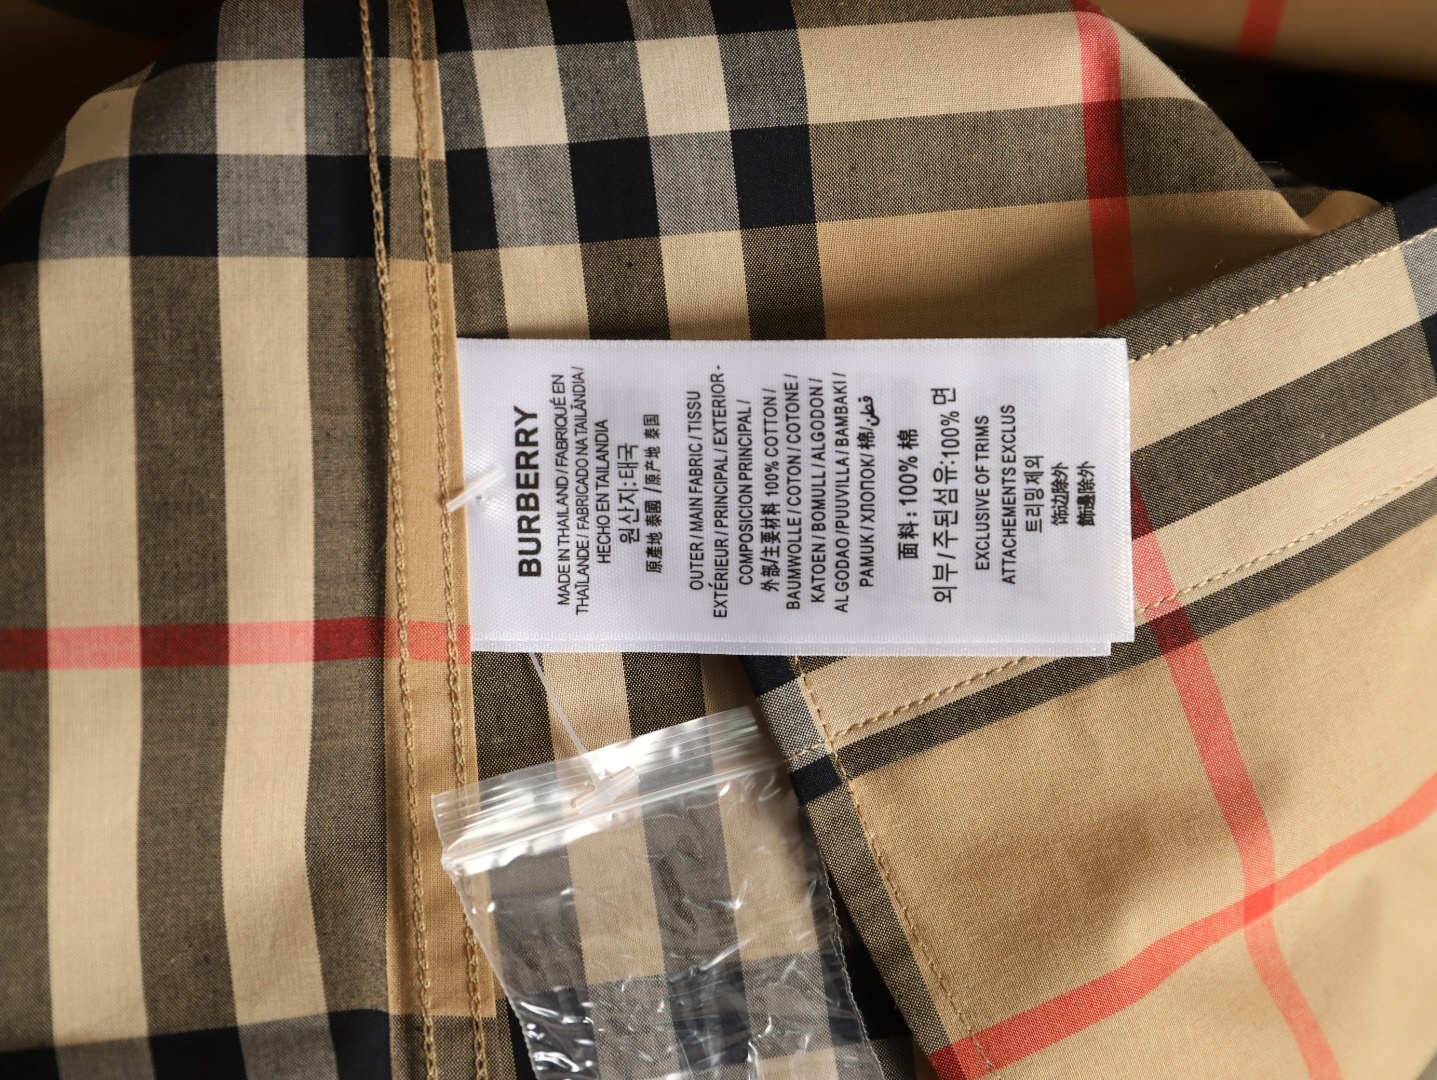 BURBERRY
MADE IN THAILAND / FABRIQUÉ EN
THAÏLANDE / FABRICADO NA TAILÂNDIA /
HECHO EN TAILANDIA
원산지:태국
原產地 泰國 / 原产地 泰国
OUTER / MAIN FABRIC / TISSU
EXTÉRIEUR / PRINCIPAL / EXTERIOR-
COMPOSICION PRINCIPAL /
外部/主要材料 100% COTTON /
BAUMWOLLE / COTON / COTONE /
KATOEN / BOMULL / ALGODON /
ALGODAO / PUUVILLA / BAMBAKI /
PAMUK / ХЛОПОК/ 棉/قطن
面料 : 100% 棉
외부/주된섬유:100% 면
EXCLUSIVE OF TRIMS
ATTACHEMENTS EXCLUS
트리밍제외
饰边除外
飾邊除外